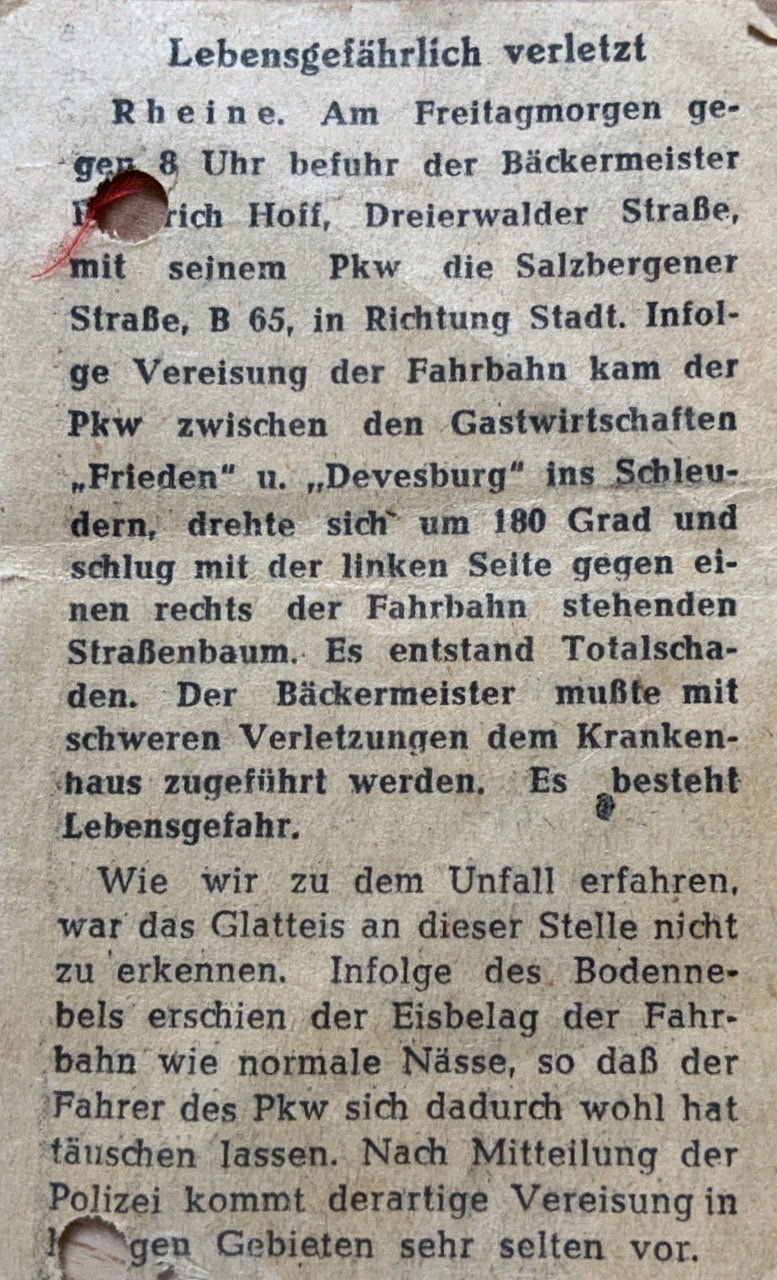 Lebensgefährlich verletzt
Rheine. Am Freitagmorgen ge-
gen 8 Uhr befuhr der Bäckermeister
Hoff, Dreierwalder Straße,
mit seinem Pkw die Salzbergener
Straße, B 65, in Richtung Stadt. Infol-
ge Vereisung der Fahrbahn kam der
Pkw zwischen den Gastwirtschaften
„Frieden“ u. „Devesburg“ ins Schleu-
dern, drehte sich um 180 Grad und
schlug mit der linken Seite gegen ei-
nen rechts der Fahrbahn stehenden
Straßenbaum. Es entstand Totalscha-
den. Der Bäckermeister mußte mit
schweren Verletzungen dem Kranken-
haus zugeführt werden. Es besteht
Lebensgefahr.
Wie wir zu dem Unfall erfahren,
war das Glatteis an dieser Stelle nicht
zu erkennen. Infolge des Bodenne-
bels erschien der Eisbelag der Fahr-
bahn wie normale Nässe, so daß der
Fahrer des Pkw sich dadurch wohl hat
täuschen lassen. Nach Mitteilung der
Polizei kommt derartige Vereisung in
Gebieten sehr selten vor.